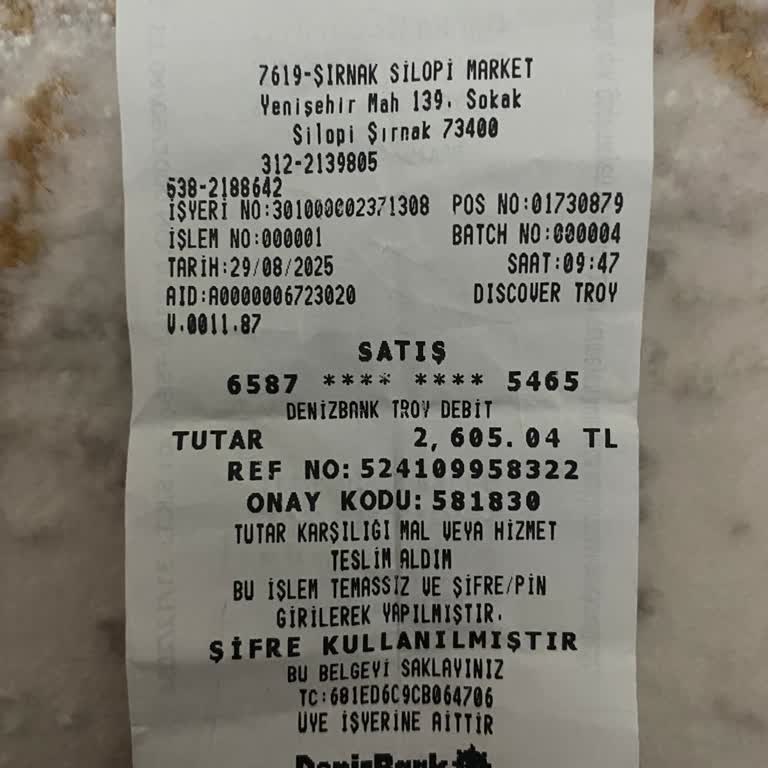 7619-ŞIRNAK SİLOPİ MARKET
Yenişehir Mah 139. Sokak
Silopi Şırnak 73400
312-2139805
538-2188642
İŞYERİ NO:301000002371308 POS NO:01730879
İŞLEM NO:000001 BATCH NO:000004
TARİH:29/08/2025 SAAT:09:47
AID:A0000006723020 DISCOVER TROY
V.0011.87
SATIŞ
6587 **** **** 5465
DENIZBANK TROY DEBIT
TUTAR 2,605.04 TL
REF NO:524109958322
ONAY KODU:581830
TUTAR KARŞILIĞI MAL VEYA HİZMET
TESLİM ALDIM
BU İŞLEM TEMASSIZ VE ŞİFRE/PİN
GİRİLEREK YAPILMIŞTIR.
ŞİFRE KULLANILMIŞTIR
BU BELGEYİ SAKLAYINIZ
TC:681ED6C9CB064706
ÜYE İŞYERİNE AİTTİR
DenizBank